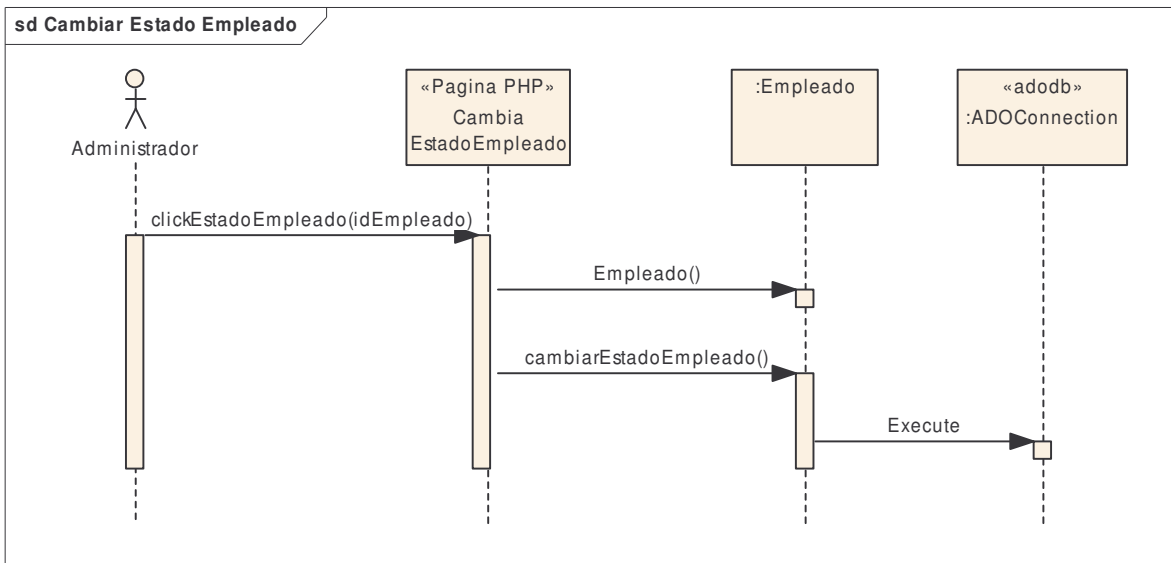 sd Cambiar Estado Empleado
Administrador
«Pagina PHP»
Cambia
EstadoEmpleado
:Empleado
«adodb»
:ADOConnection
clickEstadoEmpleado(idEmpleado)
Empleado()
cambiarEstadoEmpleado()
Execute